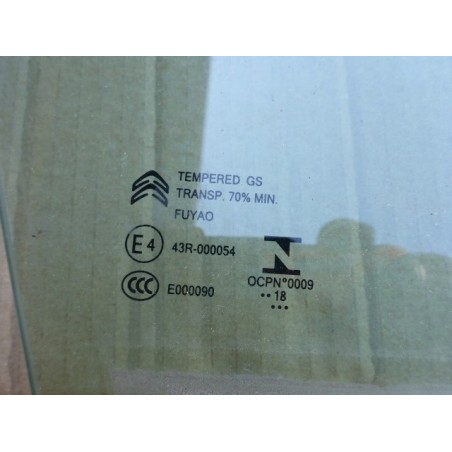 TEMPERED GS
TRANSP. 70% MIN.
FUYAO
E4 43R-000054
CCC E000090
N
OCPN°0009
•• 18
•••